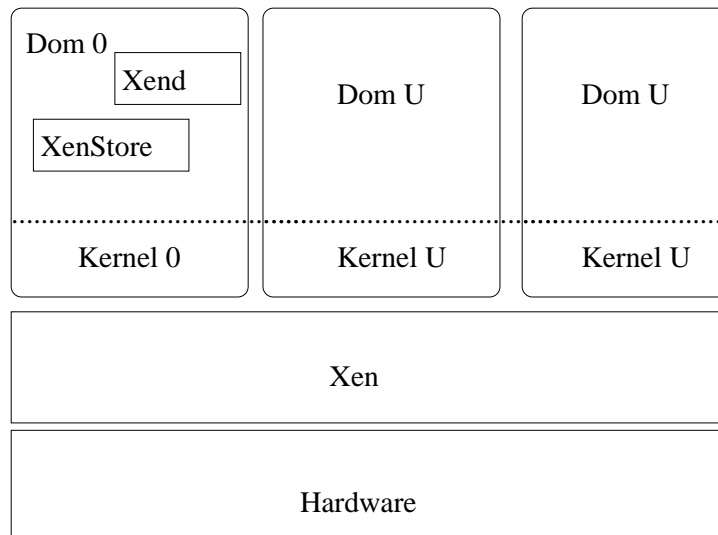 Dom 0
Xend
XenStore
Kernel 0
Dom U
Kernel U
Dom U
Kernel U
Xen
Hardware